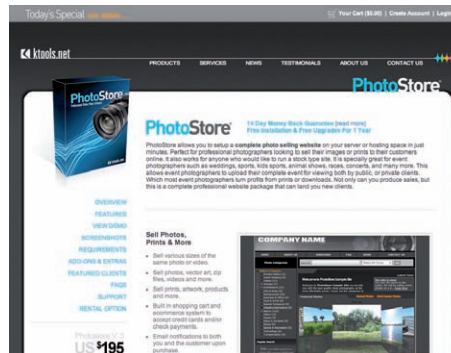 Today's Special
Your Cart ($0.00) | Create Account | Login
ktools.net
PRODUCTS SERVICES NEWS TESTIMONIALS ABOUT US CONTACT US
PhotoStore
PhotoStore
PhotoStore
14 Day Money Back Guarantee [read more]
Free Installation & Free Upgrades For 1 Year
PhotoStore allows you to setup a complete photo selling website on your server or hosting space in just
minutes. Perfect for professional photographers looking to sell their images or prints to their customers
online. It also works for anyone who would like to run a stock type site. It is specially great for event
photographers such as weddings, sports, kids sports, animal shows, races, concerts, and many more. This
allows event photographers to upload their complete event for viewing both by public, or private clients.
Which most event photographers turn profits from prints or downloads. Not only can you produce sales, but
this is a complete professional website package that can land you new clients.
OVERVIEW
FEATURES
VIEW DEMO
SCREENSHOTS
REQUIREMENTS
ADD-ONS & EXTRAS
FEATURED CLIENTS
FAQS
SUPPORT
RENTAL OPTION
Photostore V.3
US $195
Sell Photos,
Prints & More
Sell various sizes of the
same photo or video.
Sell photos, vector art, zip
files, videos and more.
Sell prints, artwork, products
and more.
Built in shopping cart and
ecommerce system to
accept credit cards and/or
check payments.
Email notifications to both
you and the customer upon
purchase.
COMPANY NAME